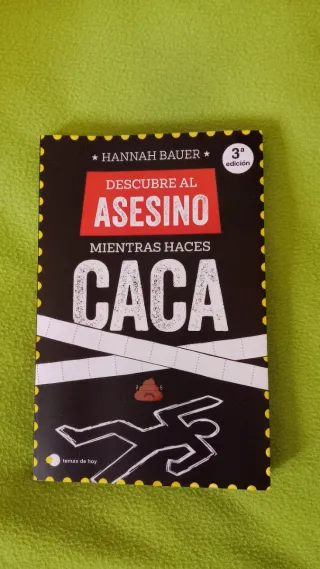 * HANNAH BAUER *
3ª
edición
DESCUBRE AL
ASESINO
MIENTRAS HACES
CACA
temas de hoy